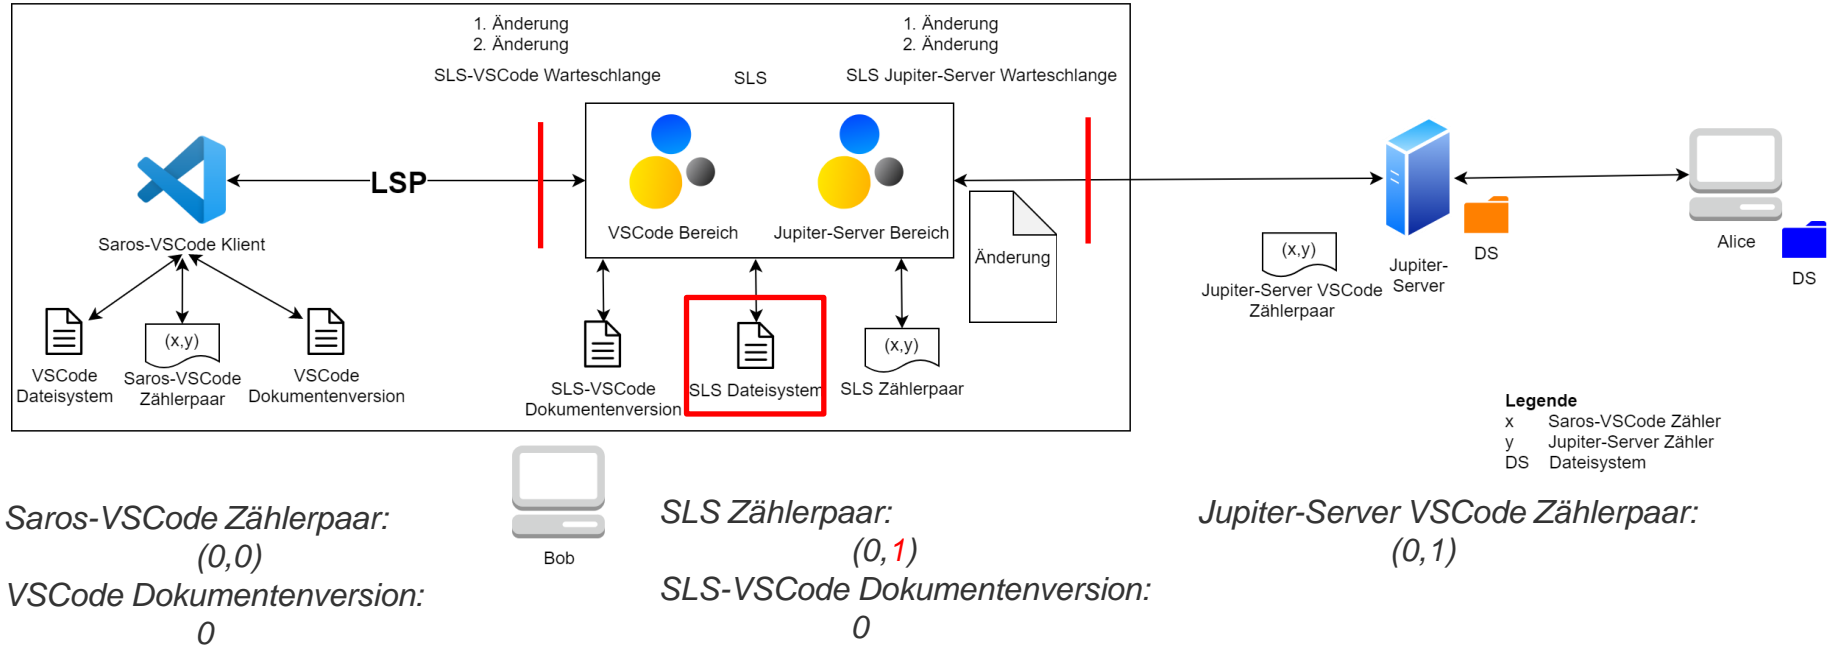 1. Änderung
2. Änderung
SLS-VSCode Warteschlange
SLS
1. Änderung
2. Änderung
SLS Jupiter-Server Warteschlange
LSP
Saros-VSCode Klient
VSCode Bereich
Jupiter-Server Bereich
Änderung
(x,y)
Jupiter-Server VSCode
Zählerpaar
Jupiter-
Server
DS
Alice
DS
VSCode
Dateisystem
(x,y)
Saros-VSCode
Zählerpaar
VSCode
Dokumentenversion
SLS-VSCode
Dokumentenversion
SLS Dateisystem
(x,y)
SLS Zählerpaar
Legende
x Saros-VSCode Zähler
y Jupiter-Server Zähler
DS Dateisystem
Bob
Saros-VSCode Zählerpaar:
(0,0)
VSCode Dokumentenversion:
0
SLS Zählerpaar:
(0,1)
SLS-VSCode Dokumentenversion:
0
Jupiter-Server VSCode Zählerpaar:
(0,1)